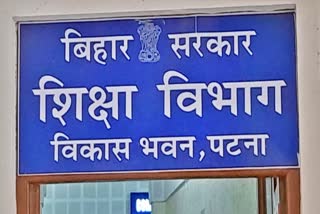 बिहार सरकार
शिक्षा विभाग
विकास भवन, पटना